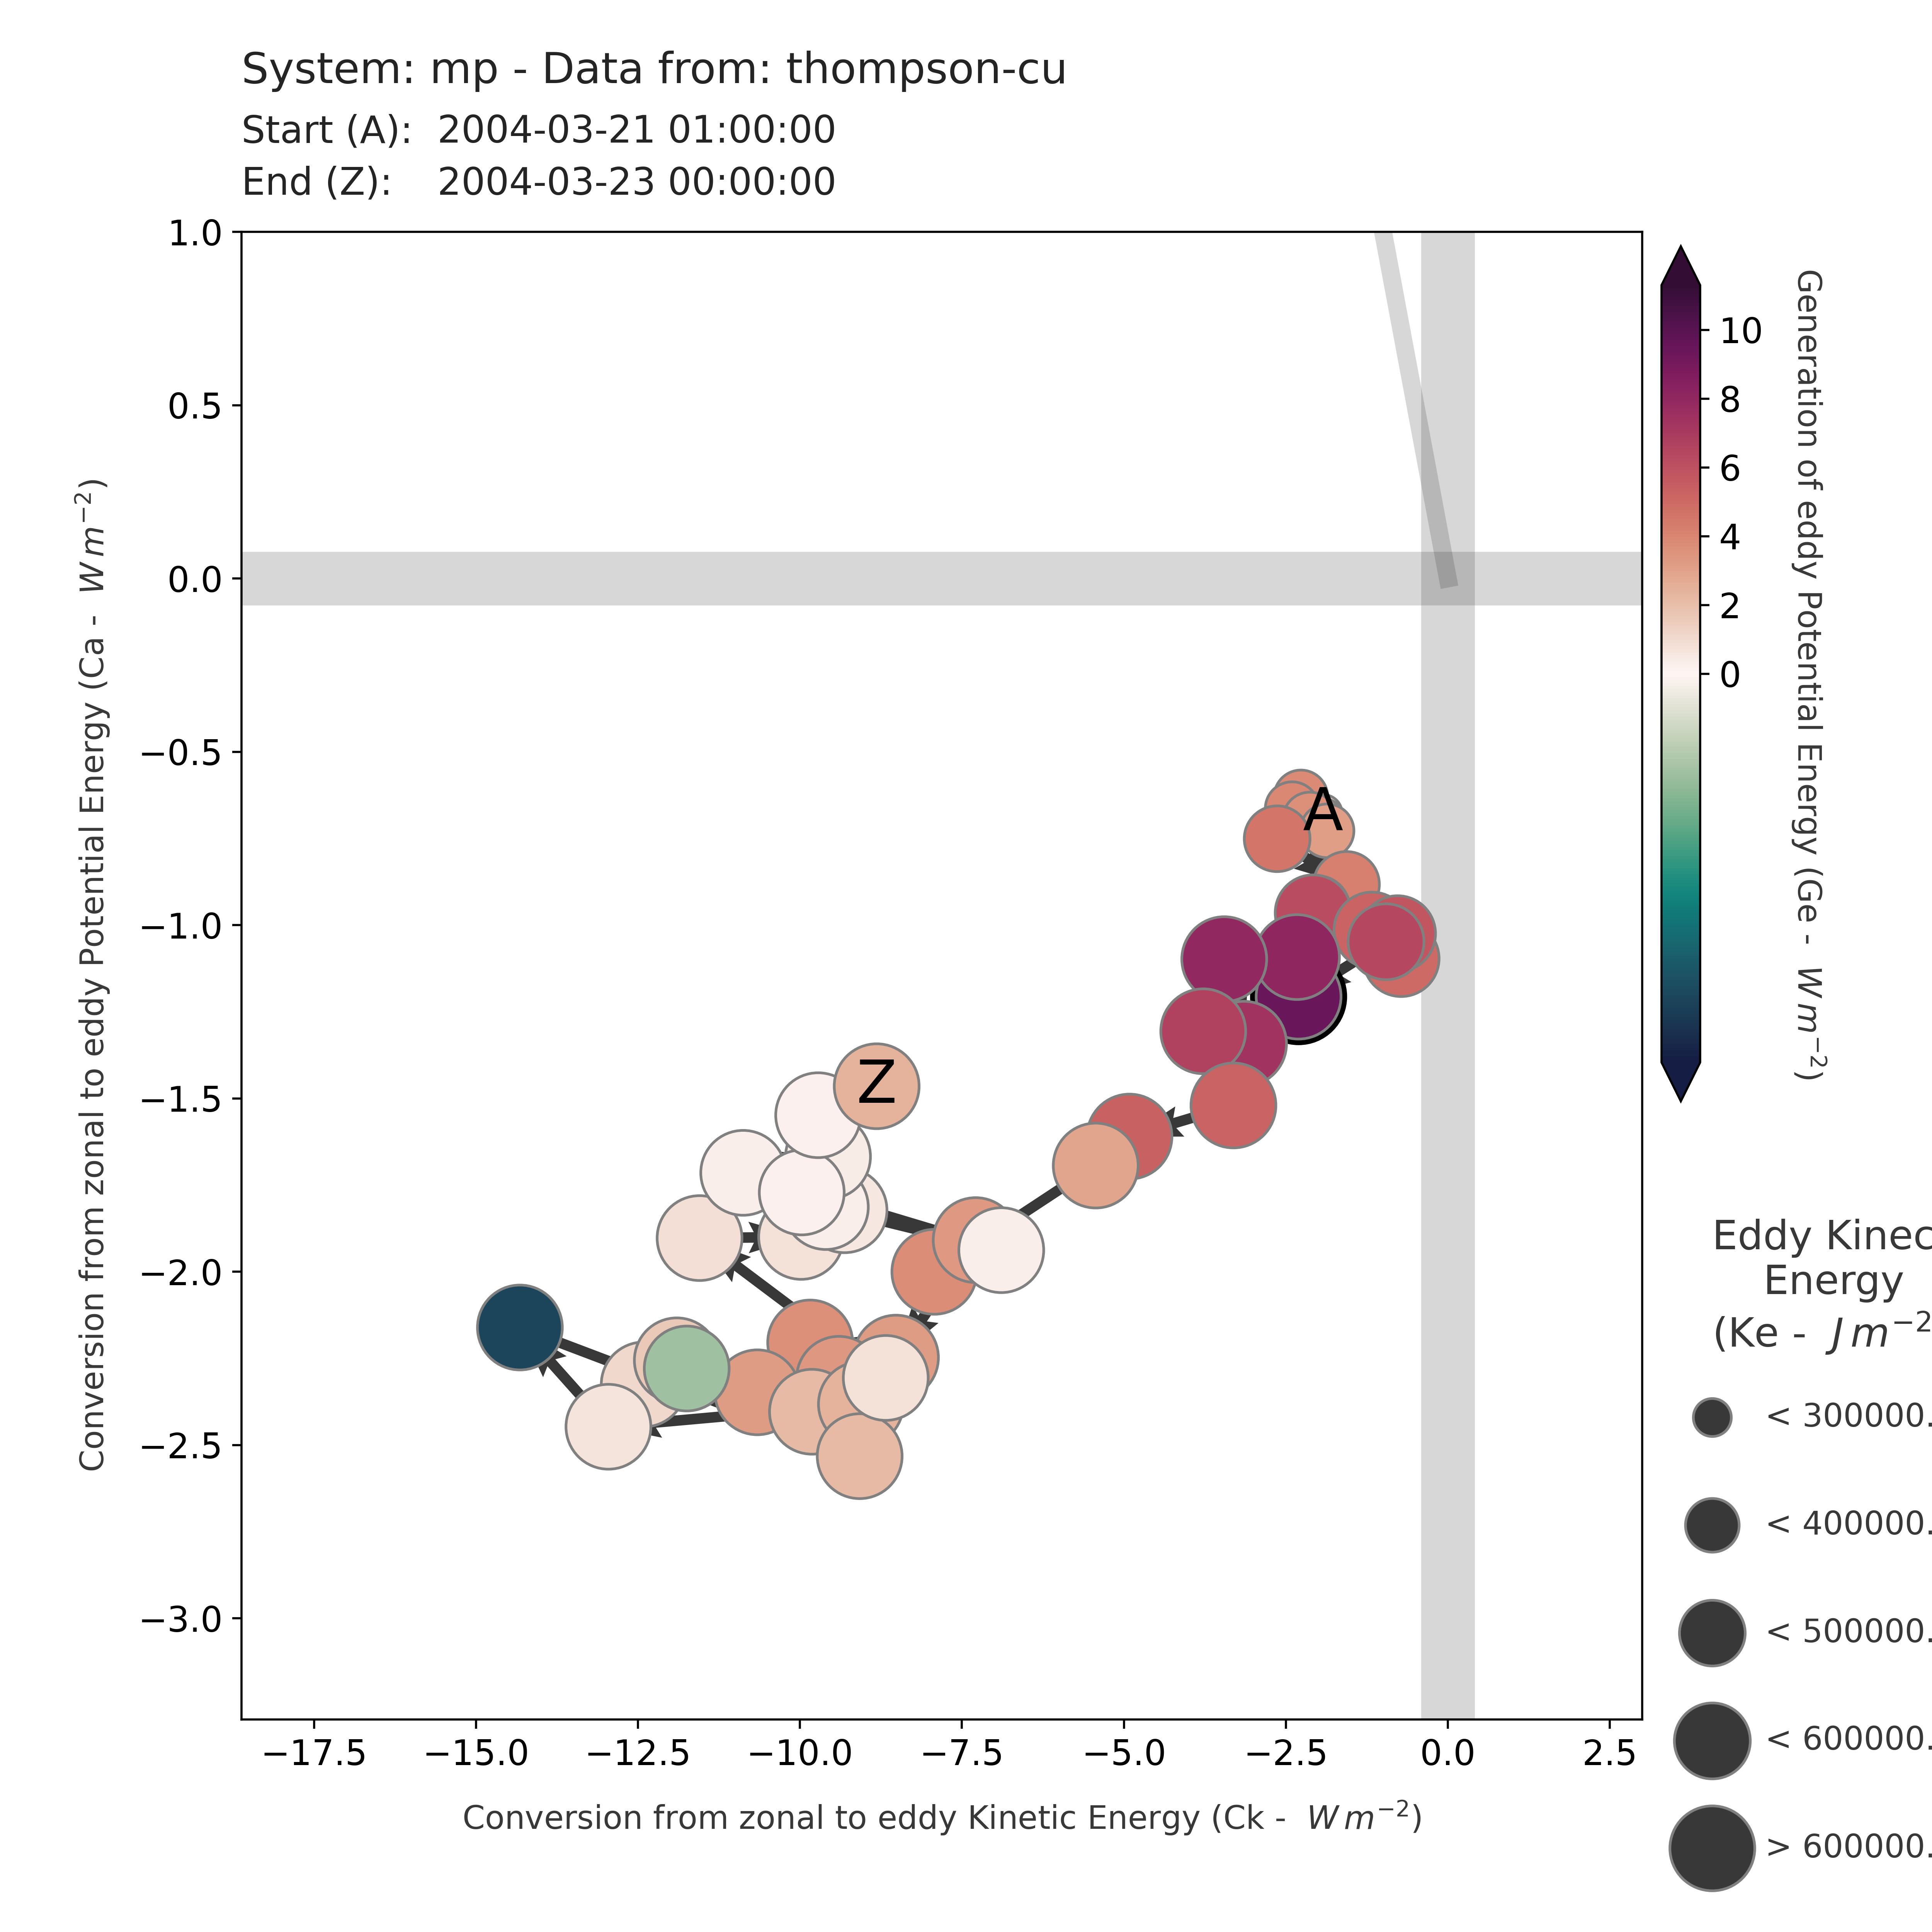 System: mp - Data from: thompson-cu
Start (A): 2004-03-21 01:00:00
End (Z): 2004-03-23 00:00:00
1.0
0.5
0.0
−0.5
−1.0
−1.5
−2.0
−2.5
−3.0
Conversion from zonal to eddy Potential Energy (Ca - W m⁻²)
A
Z
−17.5 −15.0 −12.5 −10.0 −7.5 −5.0 −2.5 0.0 2.5
Conversion from zonal to eddy Kinetic Energy (Ck - W m⁻²)
10
8
6
4
2
0
Generation of eddy Potential Energy (Ge - W m⁻²)
Eddy Kinec
Energy
(Ke - J m⁻²
< 300000.
< 400000.
< 500000.
< 600000.
> 600000.